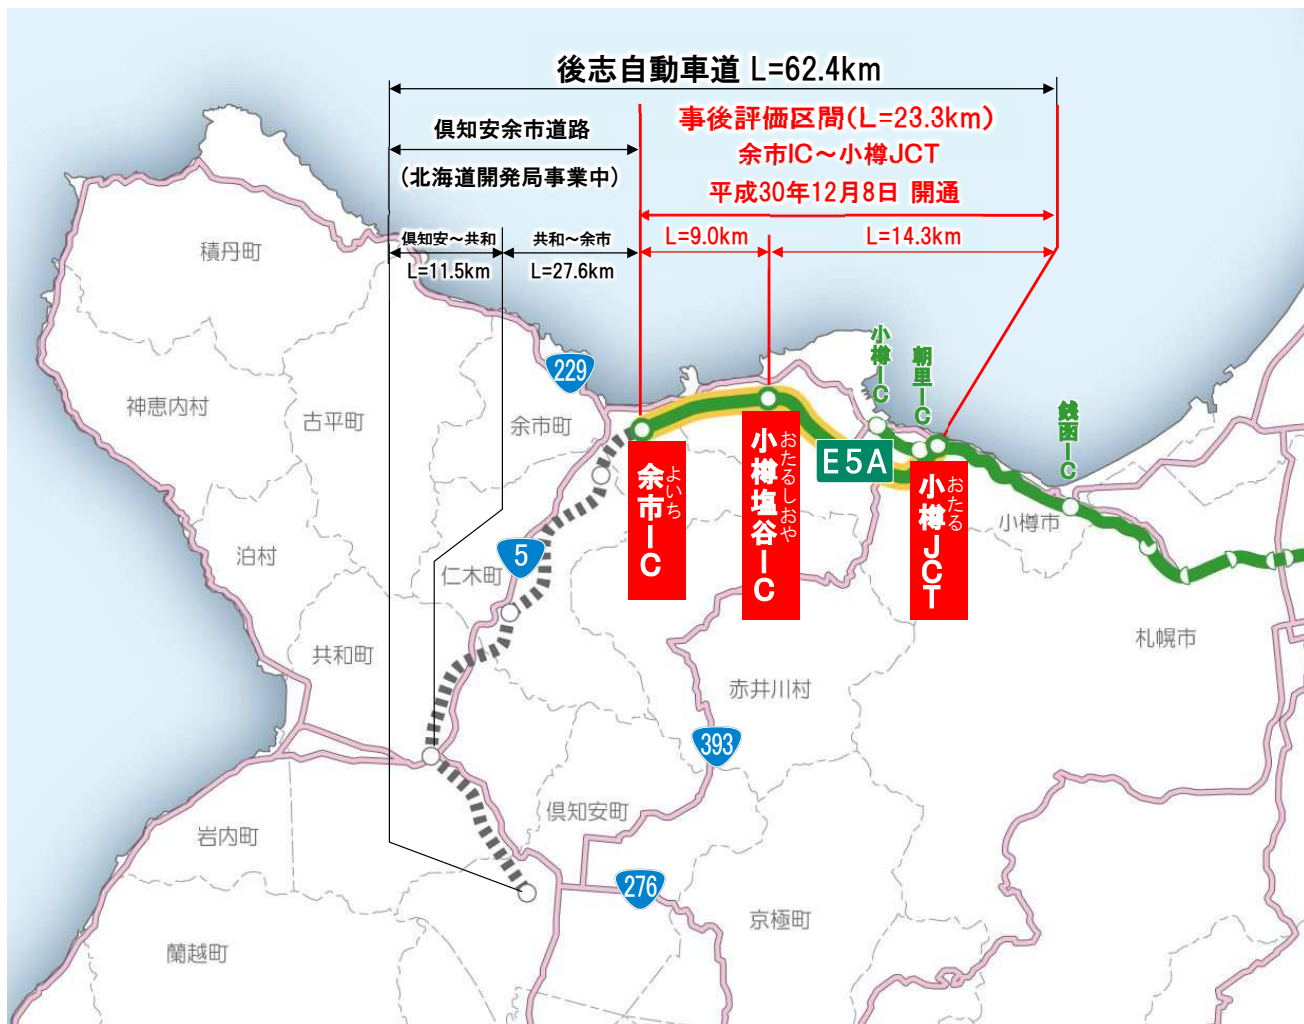 後志自動車道 L=62.4km
倶知安余市道路
(北海道開発局事業中)
事後評価区間(L=23.3km)
余市IC～小樽JCT
平成30年12月8日 開通
倶知安～共和
L=11.5km
共和～余市
L=27.6km
L=9.0km
L=14.3km
積丹町
神恵内村
古平町
余市町
泊村
仁木町
共和町
岩内町
蘭越町
倶知安町
赤井川村
京極町
小樽市
札幌市
229
5
393
276
E5A
余市IC
よいち
小樽塩谷IC
おたるしおや
小樽JCT
おたる
小樽IC
朝里IC
銭函IC